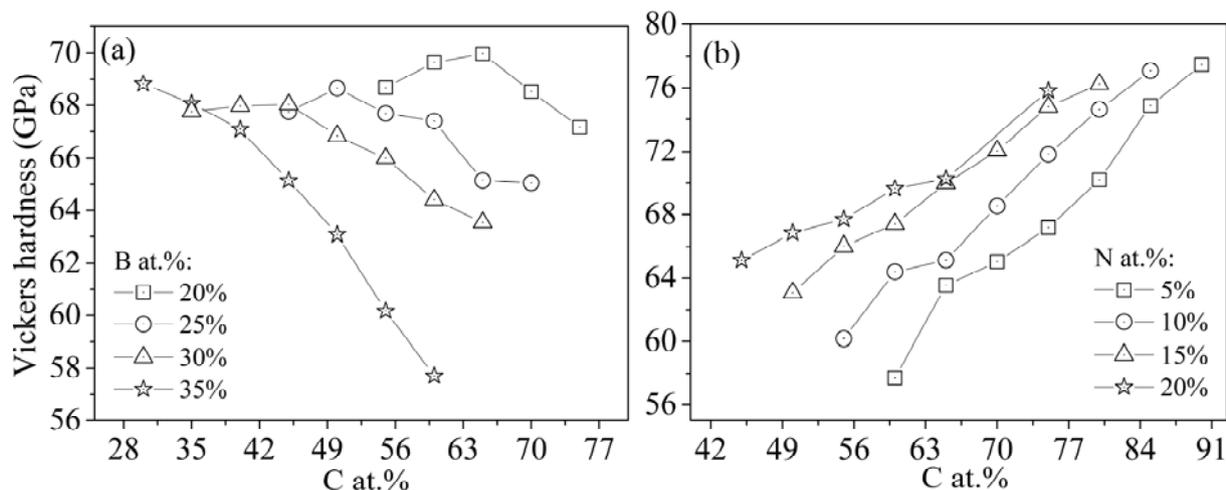 (a)
Vickers hardness (GPa)
70
68
66
64
62
60
58
56
B at.%:
20%
25%
30%
35%
28 35 42 49 56 63 70 77
C at.%
(b)
80
76
72
68
64
60
56
N at.%:
5%
10%
15%
20%
42 49 56 63 70 77 84 91
C at.%